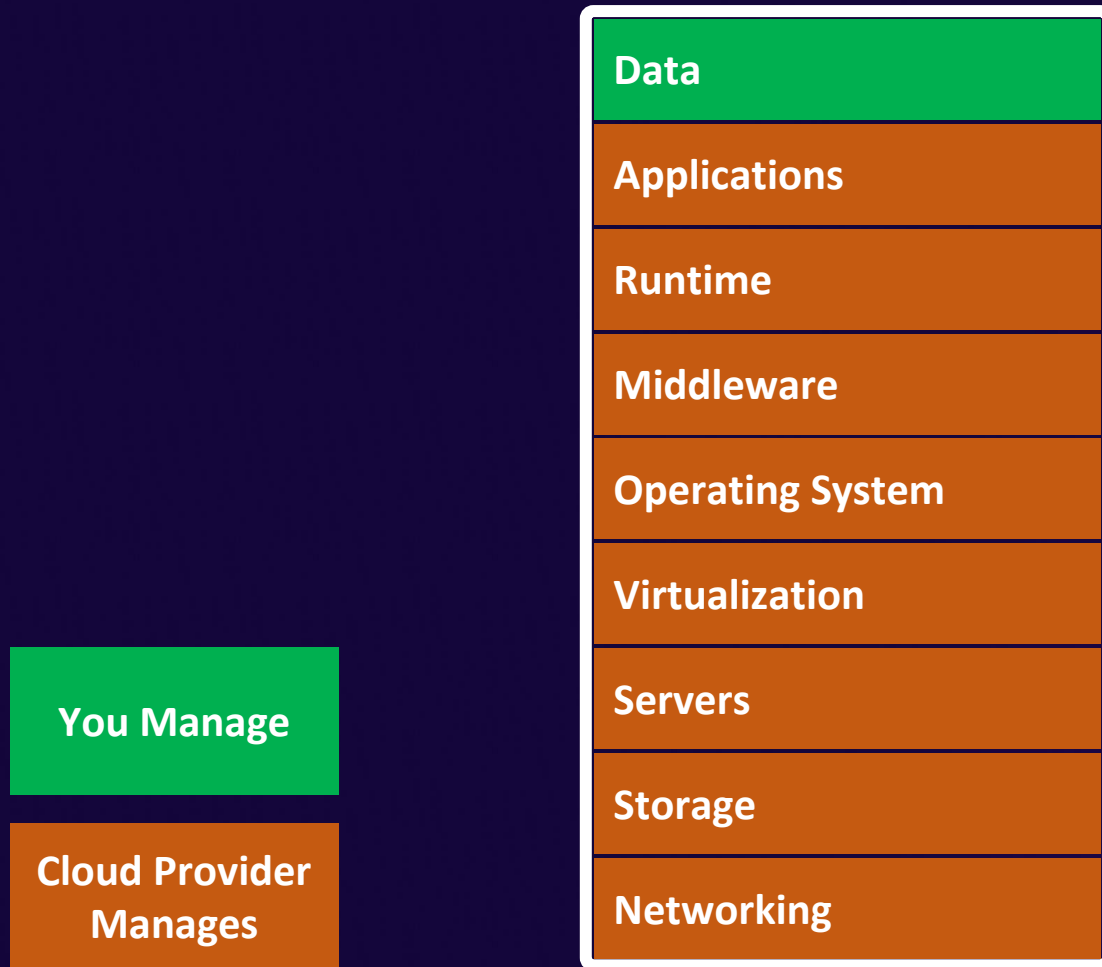 Data
Applications
Runtime
Middleware
Operating System
Virtualization
Servers
Storage
Networking
You Manage
Cloud Provider
Manages